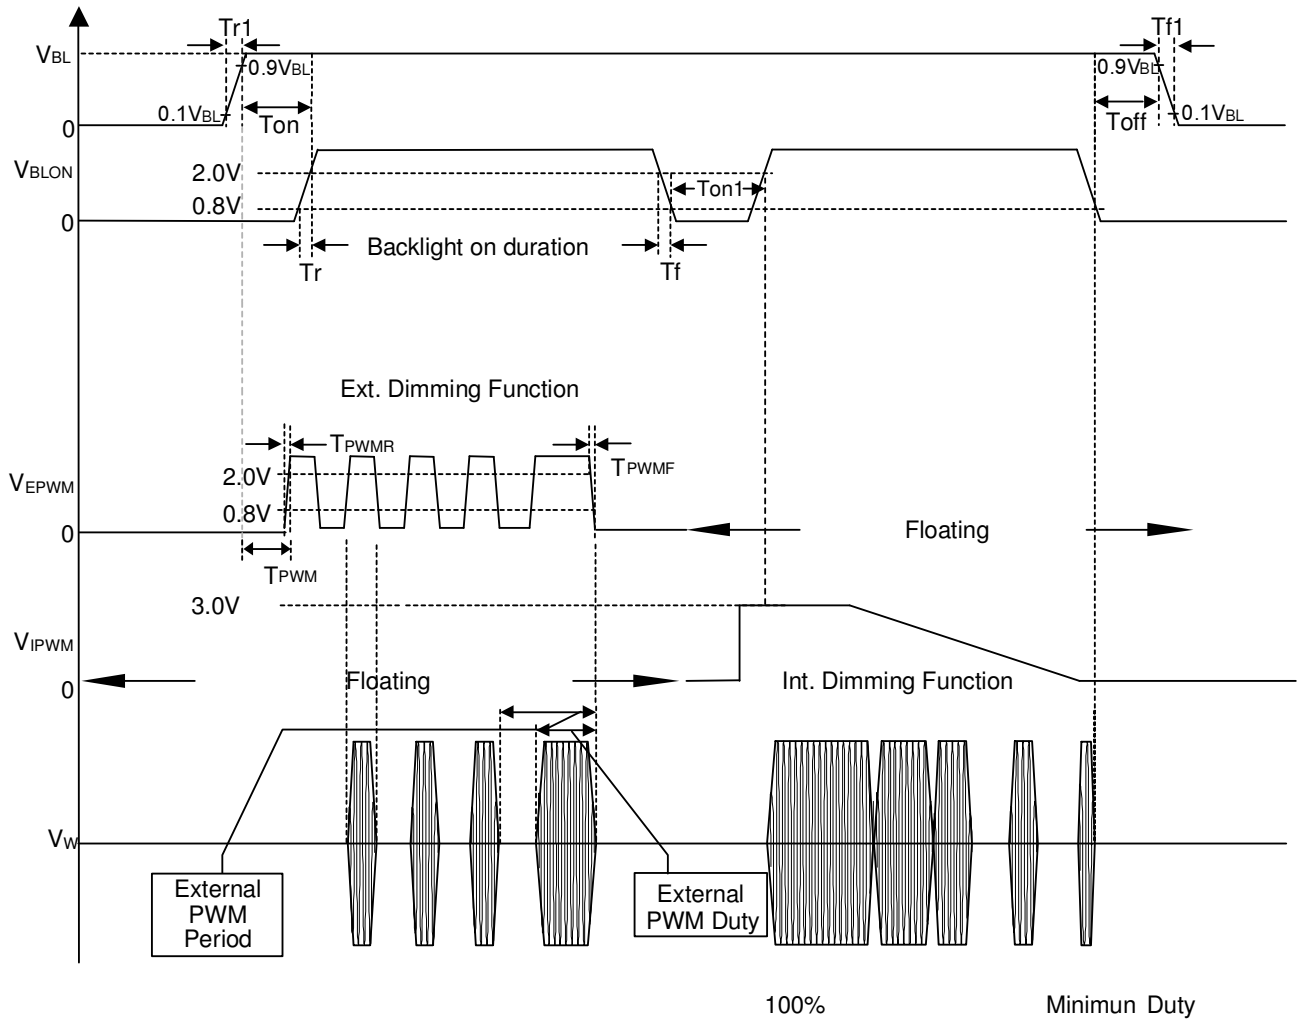 Tr1
Tf1
VBL
0.9VBL
0.9VBL
0.1VBL
0.1VBL
Ton
Toff
0
VBLON
2.0V
Ton1
0.8V
0
Backlight on duration
Tr
Tf
Ext. Dimming Function
TPWMR
TPWMF
2.0V
VEPWM
0.8V
0
Floating
TPWM
3.0V
VIPWM
0
Floating
Int. Dimming Function
VW
External
PWM
Period
External
PWM Duty
100%
Minimun Duty